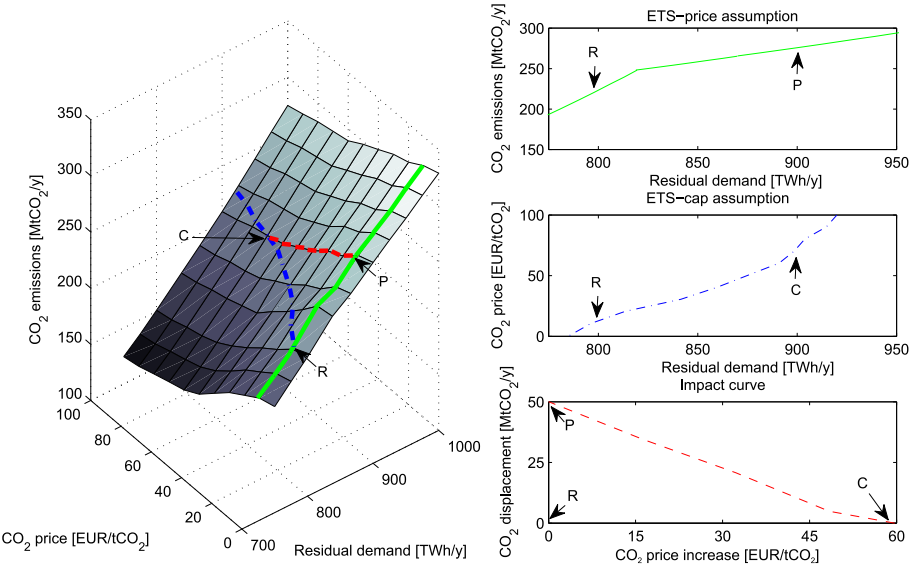 350
300
250
200
150
100
CO2 emissions [MtCO2/y]
100
80
60
40
20
0
CO2 price [EUR/tCO2]
700
800
900
1000
Residual demand [TWh/y]
C
P
R
ETS−price assumption
CO2 emissions [MtCO2/y]
300
250
200
150
R
P
800
850
900
950
Residual demand [TWh/y]
ETS−cap assumption
CO2 price [EUR/tCO2]
100
50
0
R
C
800
850
900
950
Residual demand [TWh/y]
Impact curve
CO2 displacement [MtCO2/y]
50
25
0
P
R
C
0
15
30
45
60
CO2 price increase [EUR/tCO2]